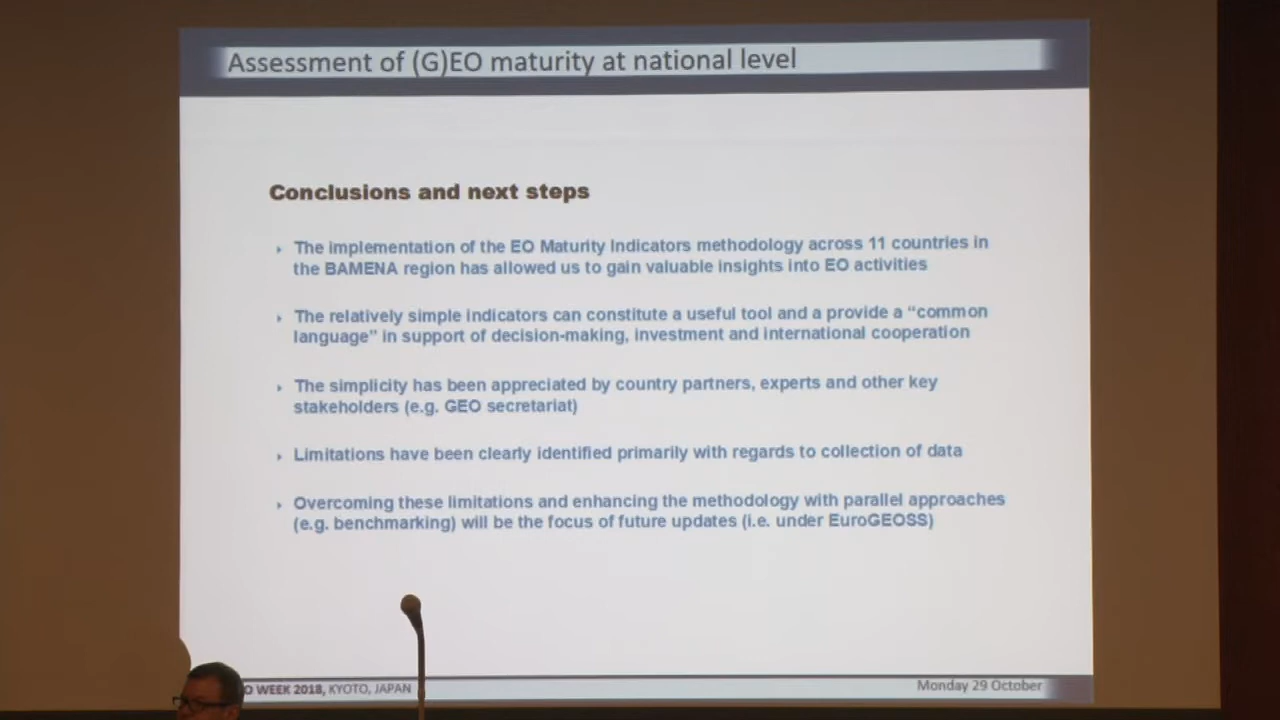 Assessment of (G)EO maturity at national level
Conclusions and next steps
The implementation of the EO Maturity Indicators methodology across 11 countries in
the BAMENA region has allowed us to gain valuable insights into EO activities
The relatively simple indicators can constitute a useful tool and a provide a “common
language” in support of decision-making, investment and international cooperation
The simplicity has been appreciated by country partners, experts and other key
stakeholders (e.g. GEO secretariat)
Limitations have been clearly identified primarily with regards to collection of data
Overcoming these limitations and enhancing the methodology with parallel approaches
(e.g. benchmarking) will be the focus of future updates (i.e. under EuroGEOSS)
O WEEK 2018, KYOTO, JAPAN
Monday 29 October